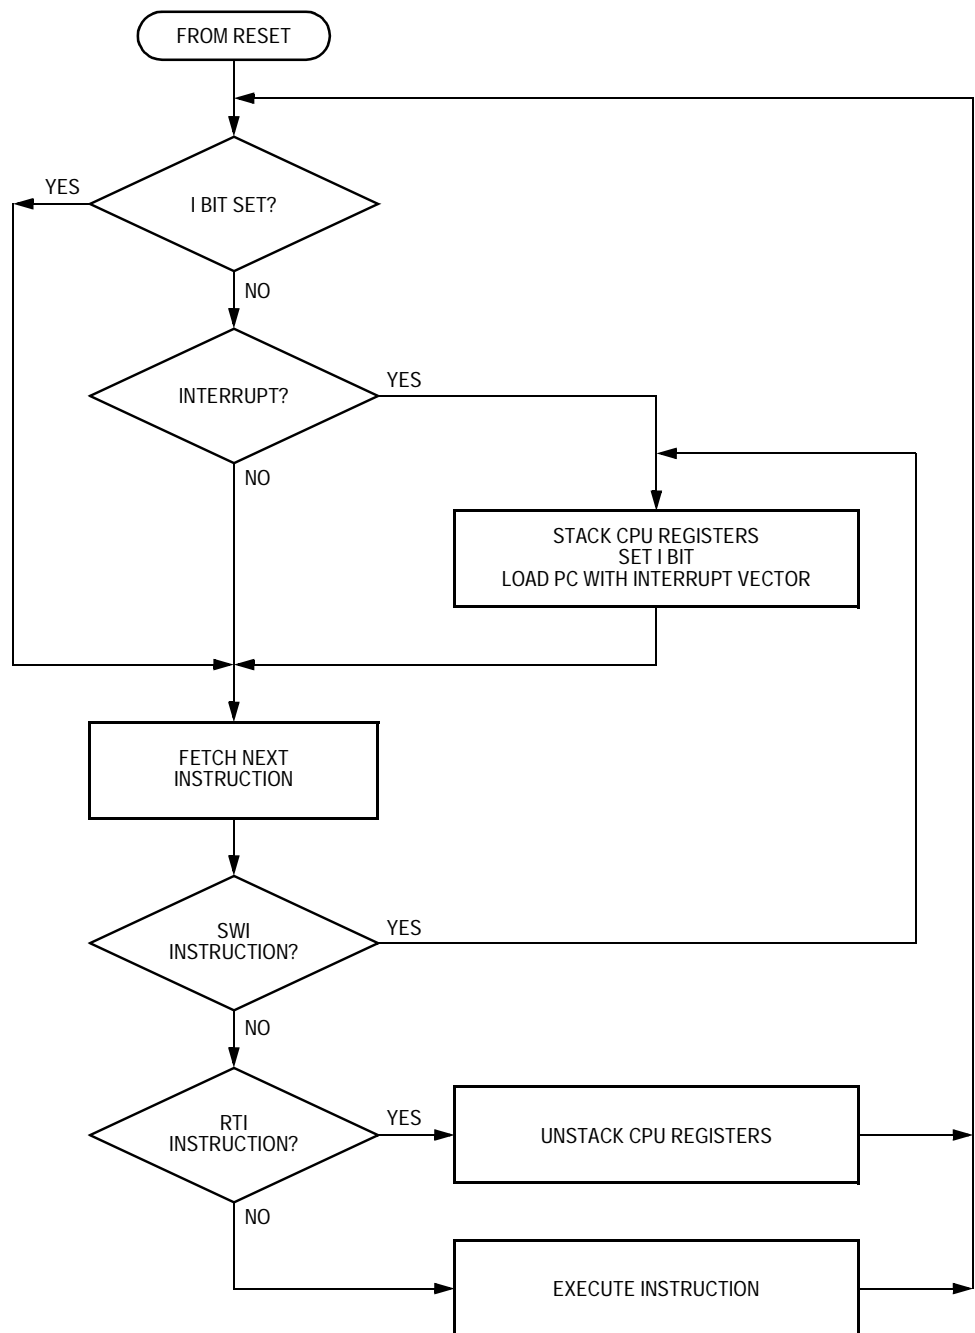 FROM RESET
YES
I BIT SET?
NO
INTERRUPT?
YES
NO
STACK CPU REGISTERS
SET I BIT
LOAD PC WITH INTERRUPT VECTOR
FETCH NEXT
INSTRUCTION
SWI
INSTRUCTION?
YES
NO
RTI
INSTRUCTION?
YES
UNSTACK CPU REGISTERS
NO
EXECUTE INSTRUCTION